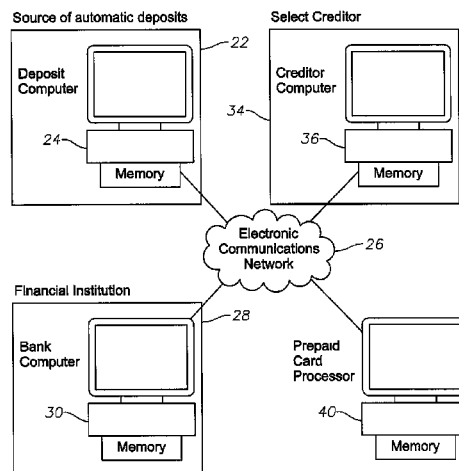 Source of automatic deposits
22
Deposit
Computer
24
Memory
Select Creditor
Creditor
Computer
34
36
Memory
Electronic
Communications
Network
26
Financial Institution
28
Bank
Computer
30
Memory
Prepaid
Card
Processor
40
Memory